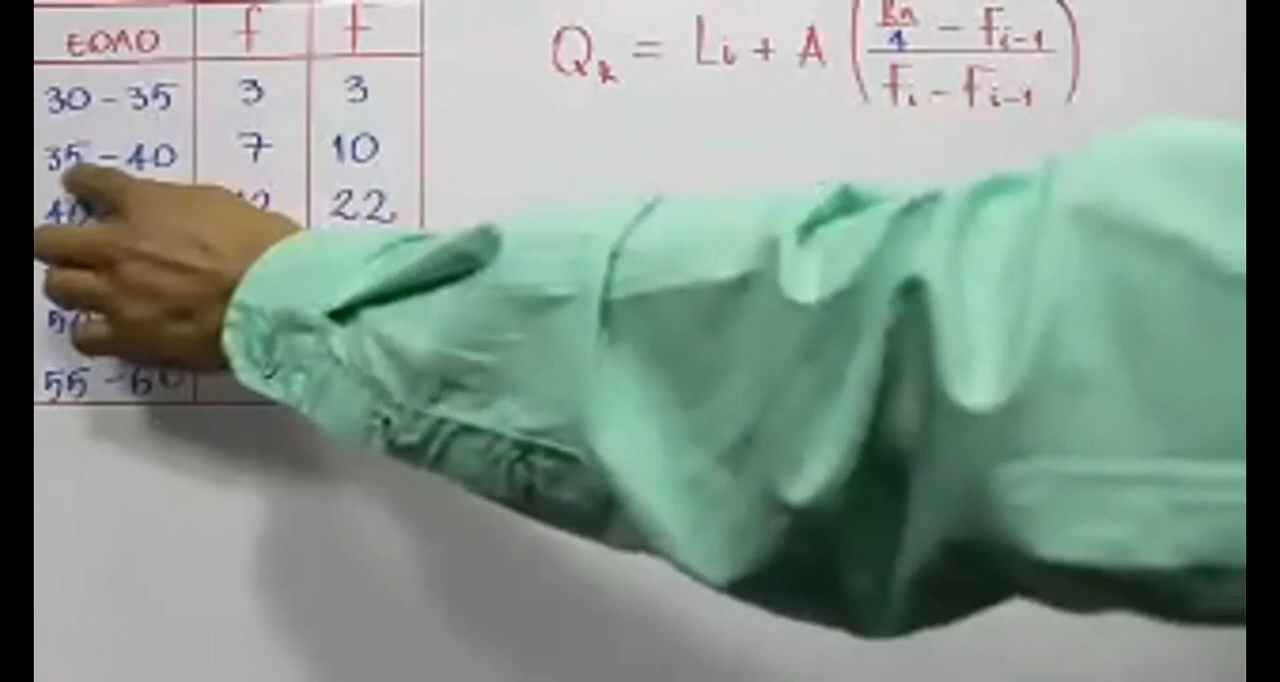 EDAD f F
30 - 35 3 3
35 - 40 7 10
22
55 - 60
Qk = Li + A ( kn/4 - Fi-1 / Fi - Fi-1 )